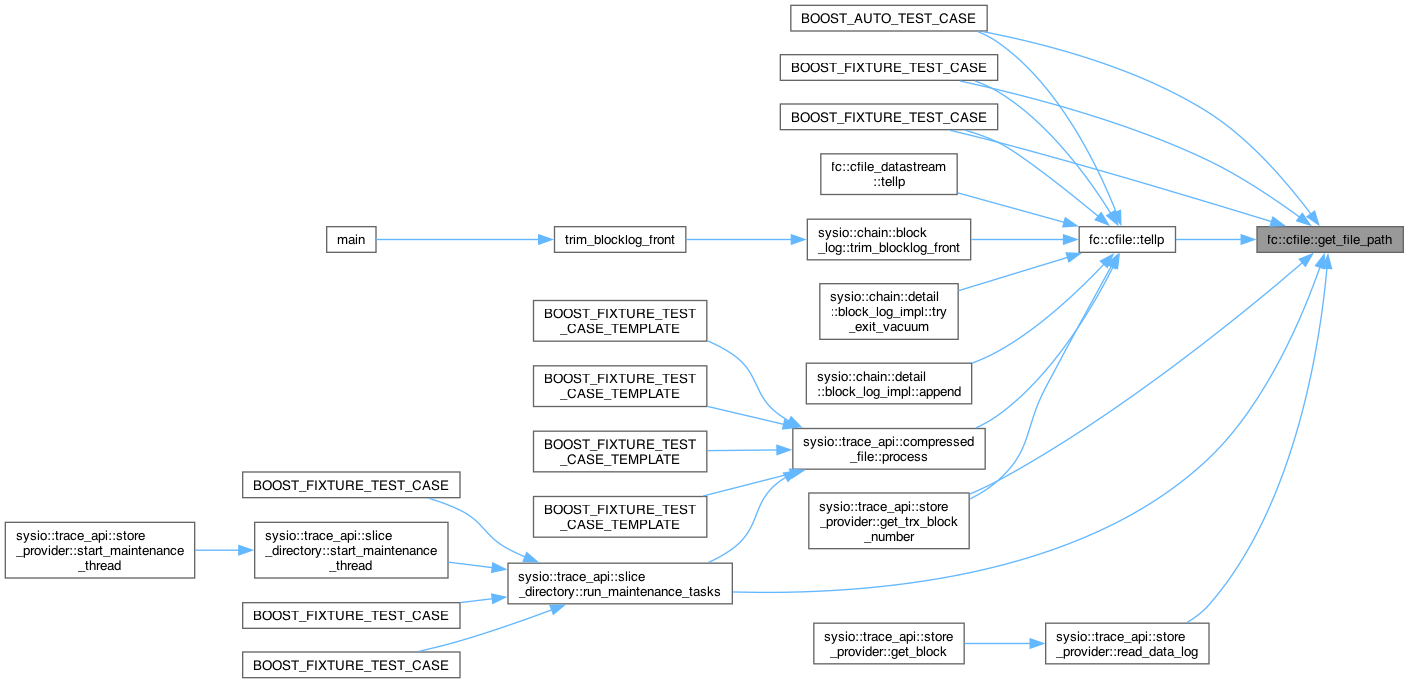 BOOST_AUTO_TEST_CASE
BOOST_FIXTURE_TEST_CASE
BOOST_FIXTURE_TEST_CASE
fc::cfile_datastream
::tellp
main
trim_blocklog_front
sysio::chain::block
_log::trim_blocklog_front
fc::cfile::tellp
fc::cfile::get_file_path
sysio::chain::detail
::block_log_impl::try
_exit_vacuum
BOOST_FIXTURE_TEST
_CASE_TEMPLATE
sysio::chain::detail
::block_log_impl::append
BOOST_FIXTURE_TEST
_CASE_TEMPLATE
BOOST_FIXTURE_TEST
_CASE_TEMPLATE
sysio::trace_api::compressed
_file::process
BOOST_FIXTURE_TEST
_CASE_TEMPLATE
sysio::trace_api::store
_provider::get_trx_block
_number
BOOST_FIXTURE_TEST_CASE
sysio::trace_api::store
_provider::start_maintenance
_thread
sysio::trace_api::slice
_directory::start_maintenance
_thread
sysio::trace_api::slice
_directory::run_maintenance_tasks
BOOST_FIXTURE_TEST_CASE
BOOST_FIXTURE_TEST_CASE
sysio::trace_api::store
_provider::get_block
sysio::trace_api::store
_provider::read_data_log